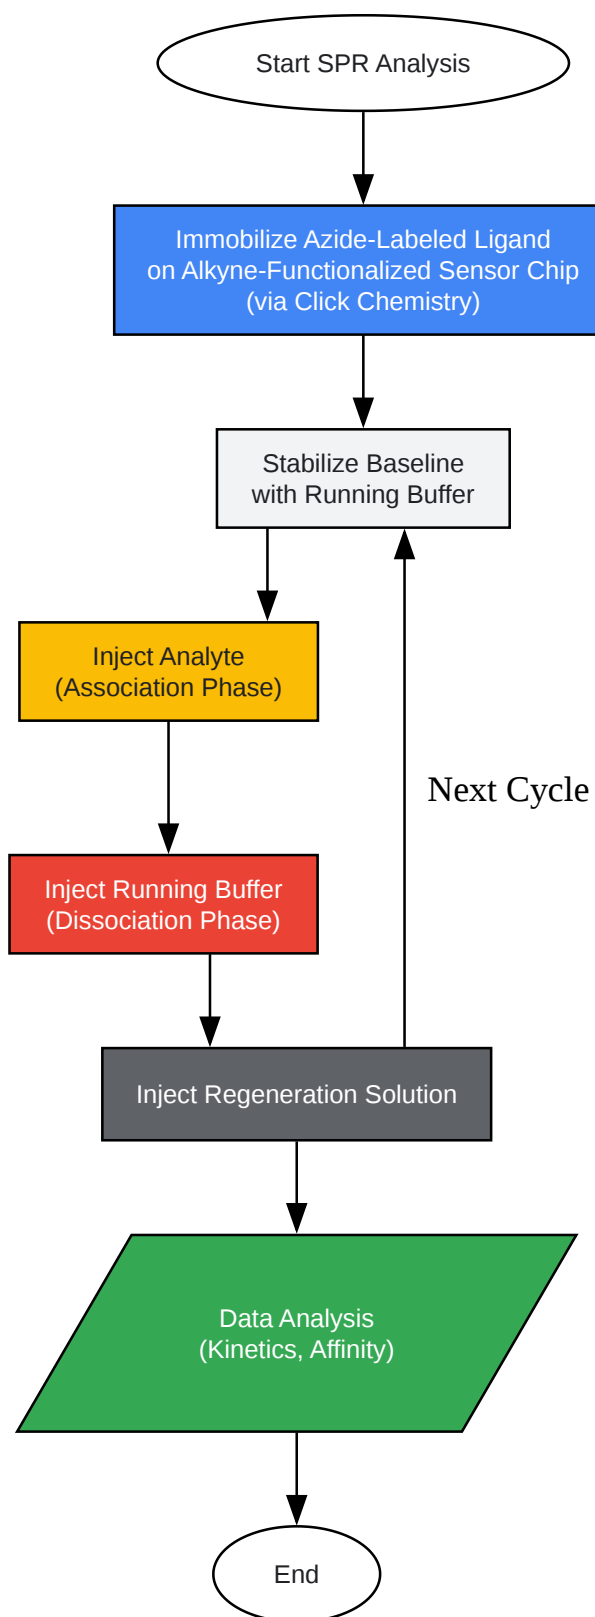 Start SPR Analysis
Immobilize Azide-Labeled Ligand
on Alkyne-Functionalized Sensor Chip
(via Click Chemistry)
Stabilize Baseline
with Running Buffer
Inject Analyte
(Association Phase)
Next Cycle
Inject Running Buffer
(Dissociation Phase)
Inject Regeneration Solution
Data Analysis
(Kinetics, Affinity)
End